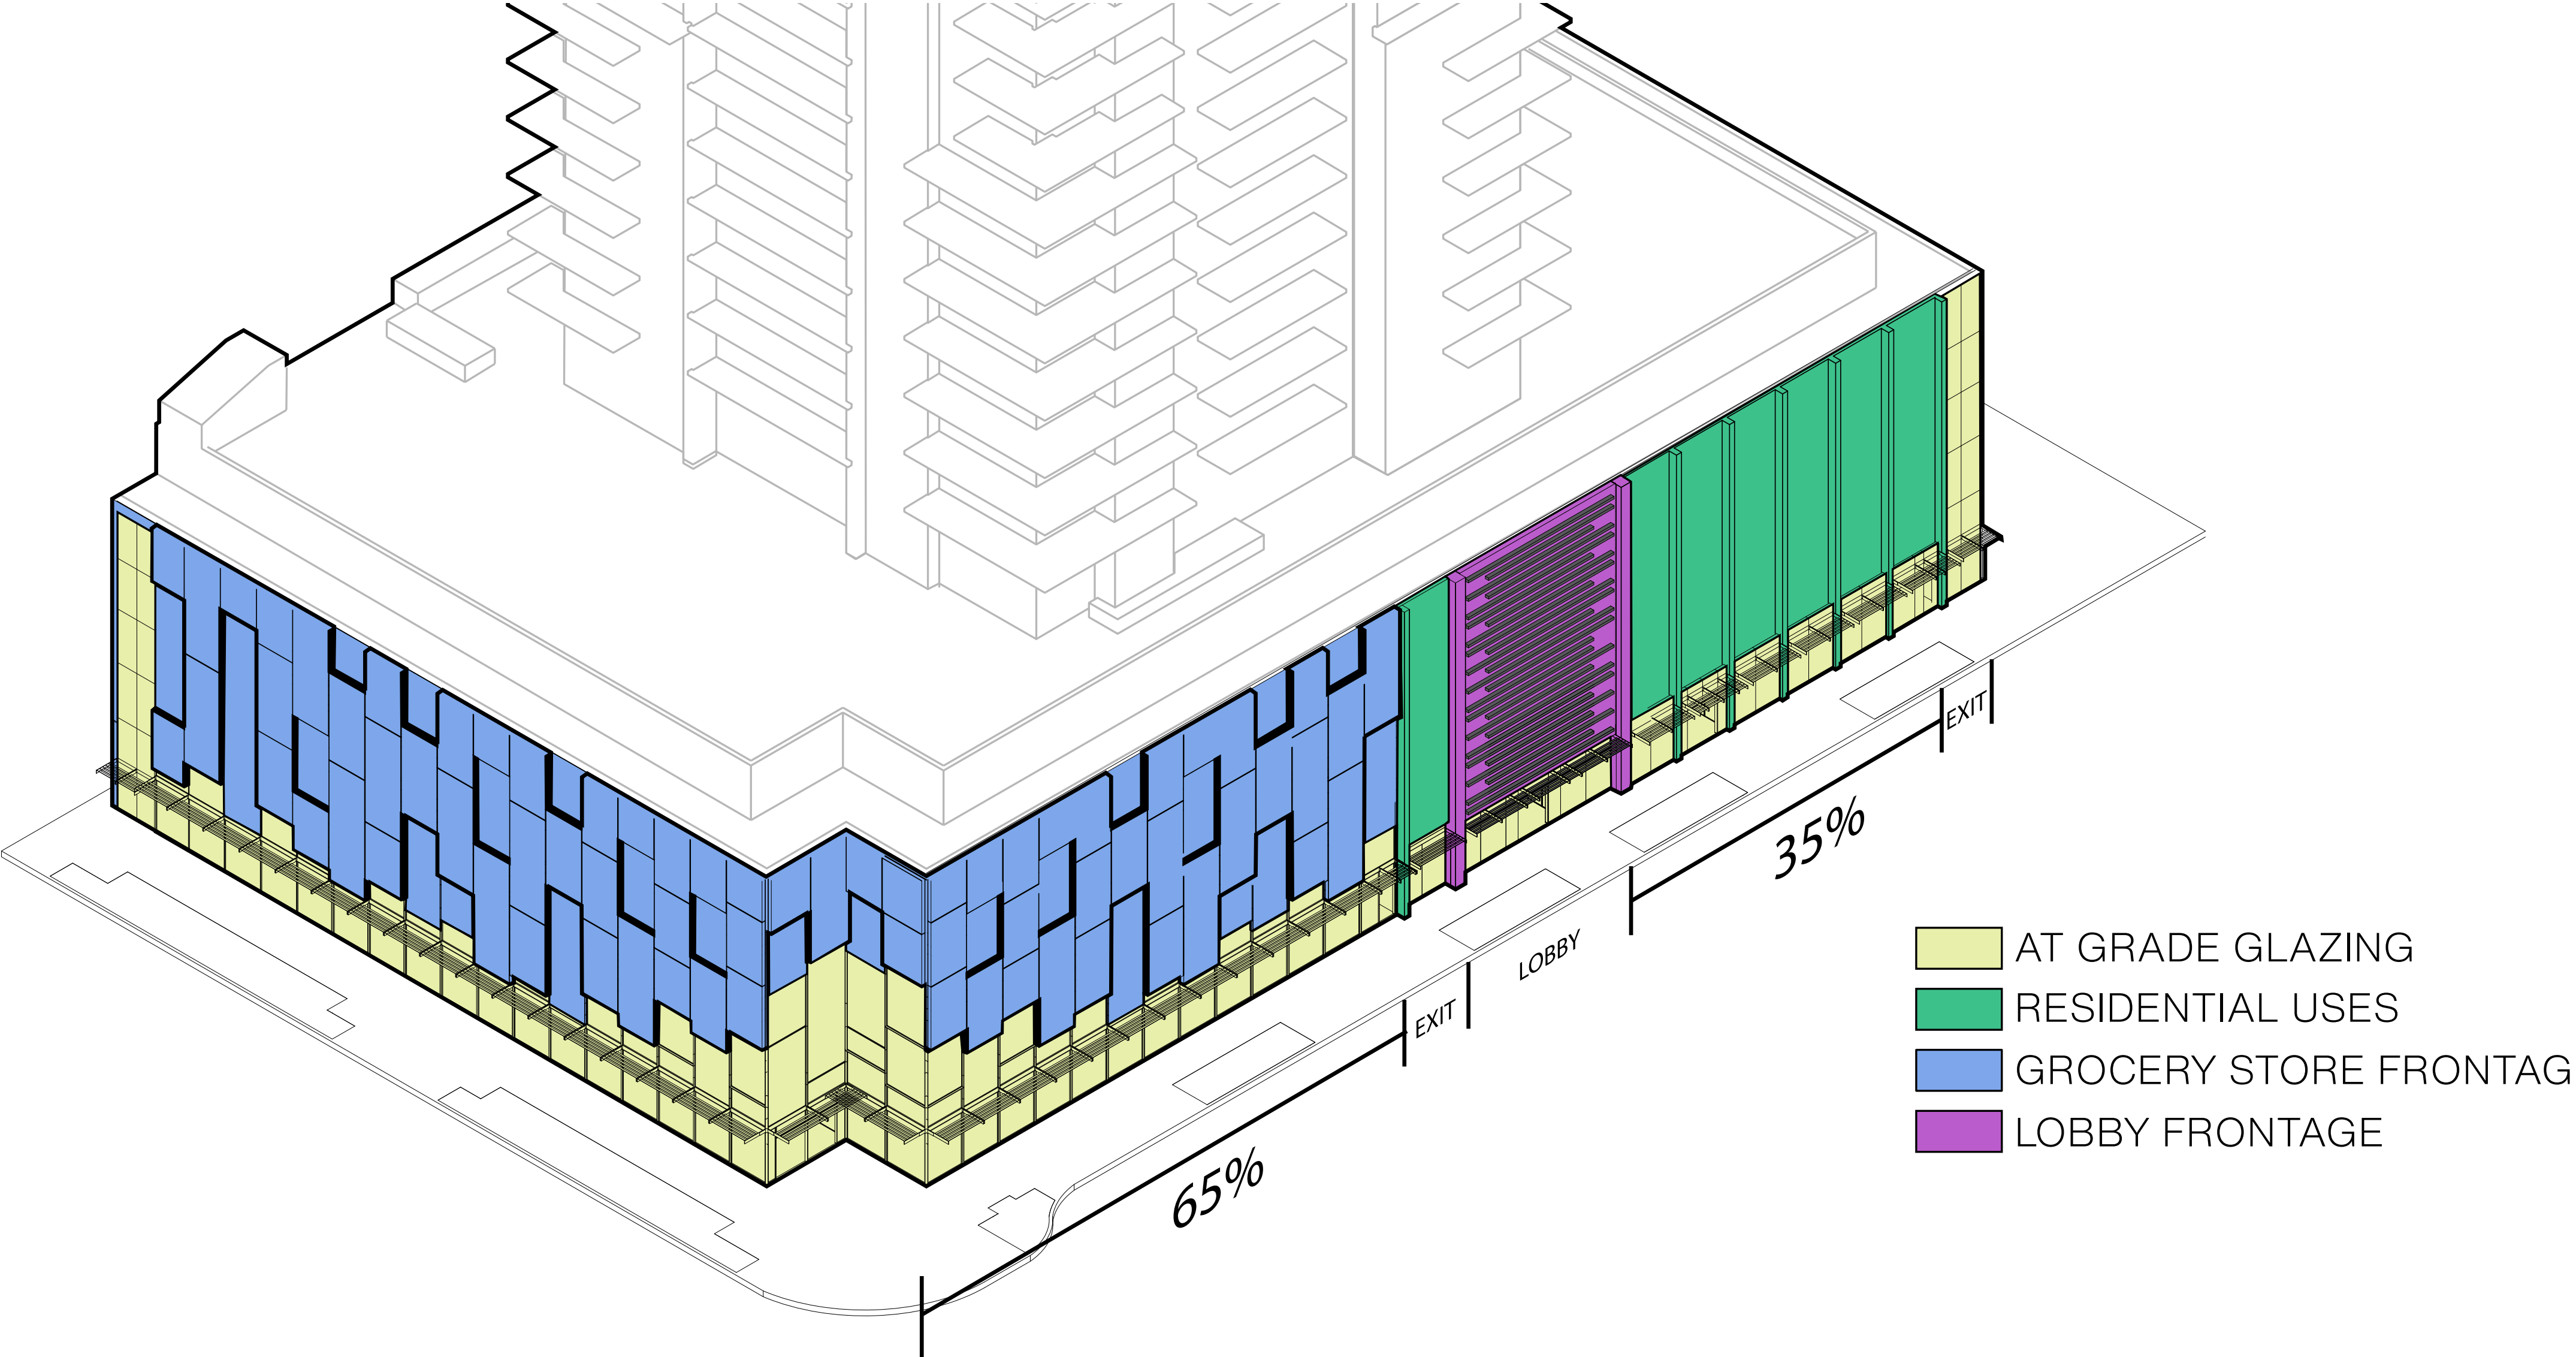 EXIT
35%
LOBBY
EXIT
65%
AT GRADE GLAZING
RESIDENTIAL USES
GROCERY STORE FRONTAG
LOBBY FRONTAGE